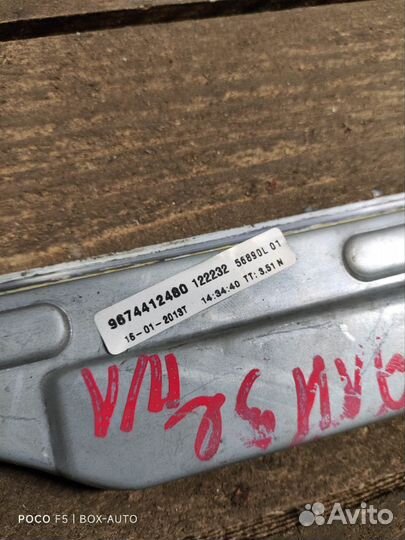 9674412480 122232 56890L 01
15-01-2013T 14:34:40 TT: 3.51 N
POCO F5 | BOX-AUTO
Avito